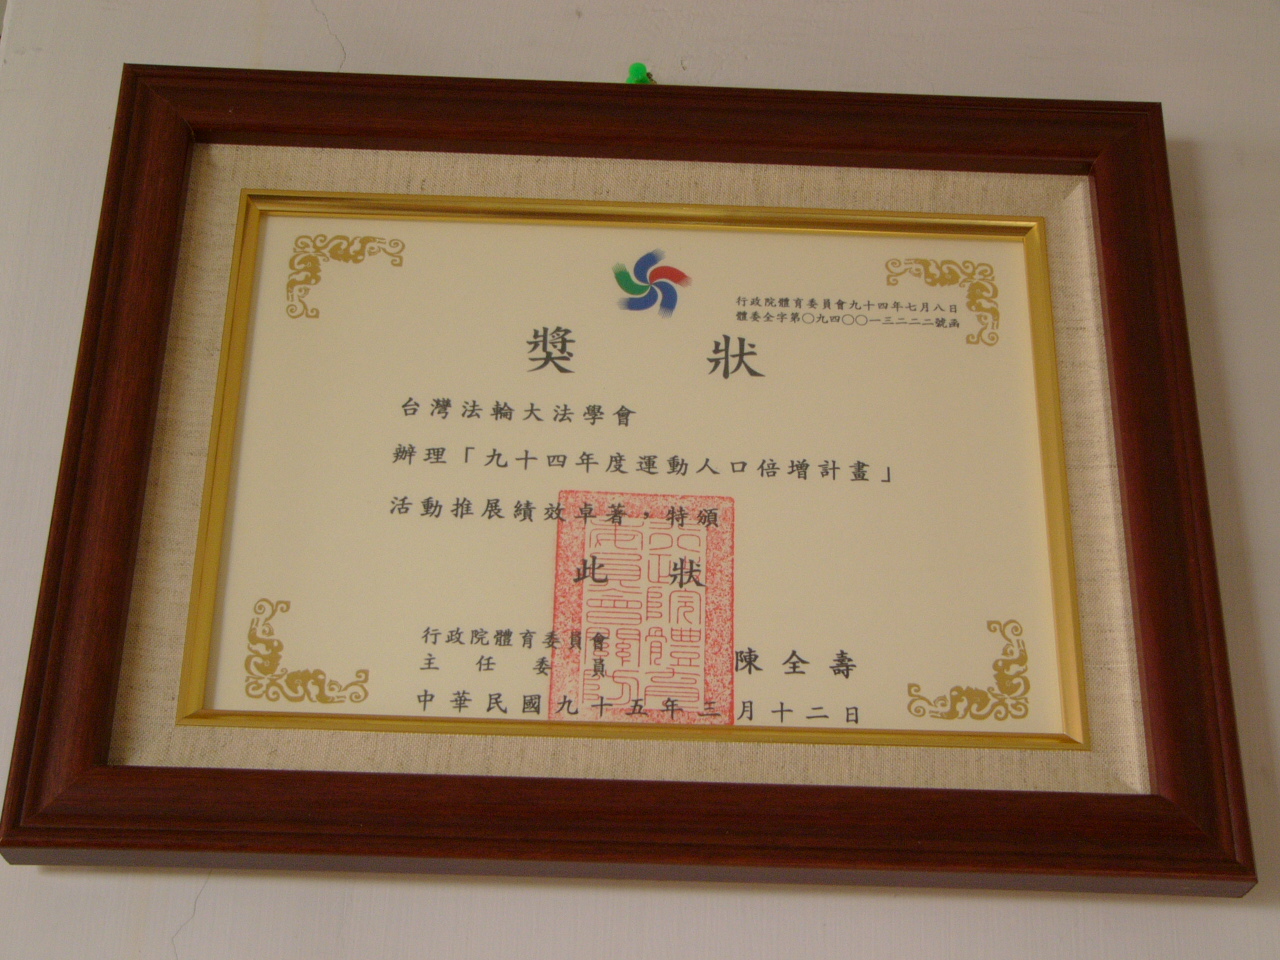 行政院體育委員會九十四年七月八日
體委全字第〇九四〇〇一三二二二號函
獎狀
台灣法輪大法學會
辦理「九十四年度運動人口倍增計畫」
活動推展績效卓著，特頒
此狀
行政院體育委員會
主任委員 陳全壽
中華民國九十五年三月十二日